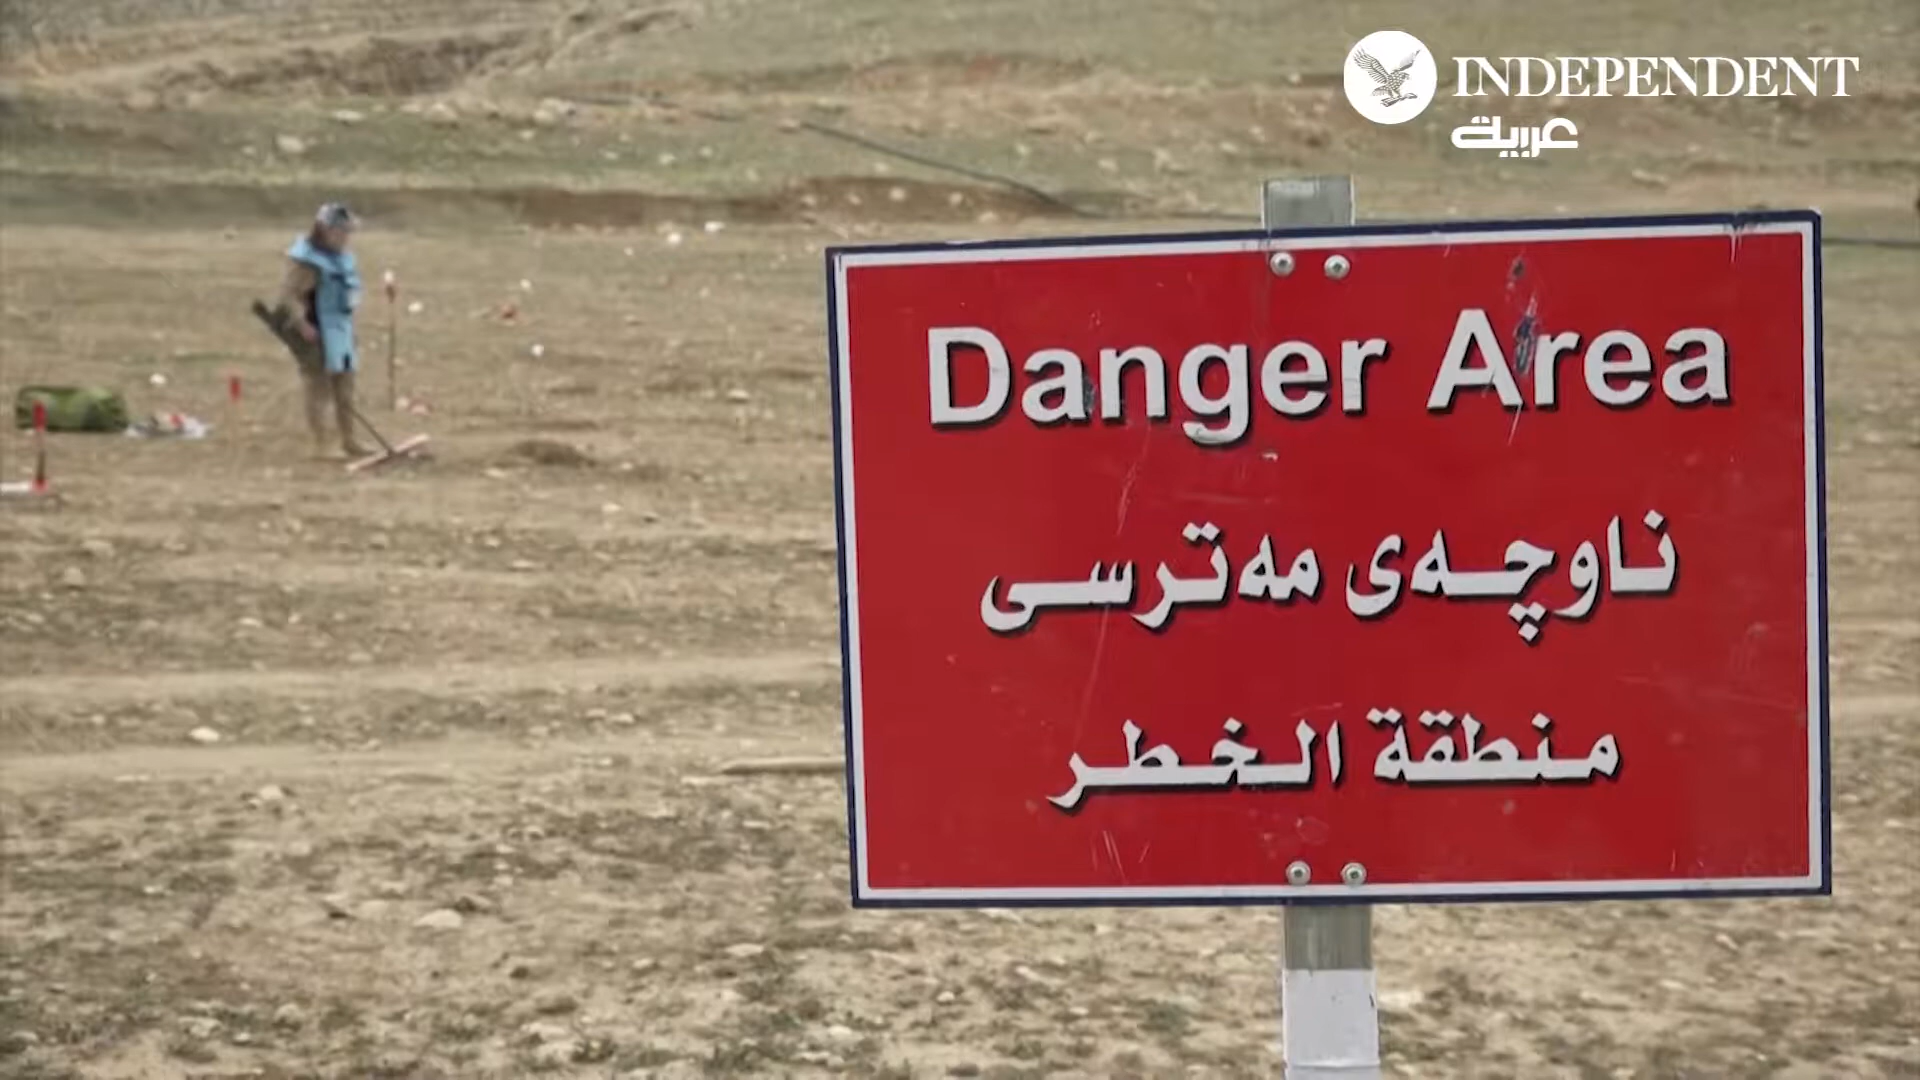 INDEPENDENT
عربية
Danger Area
ناوچەی مەترسی
منطقة الخطر